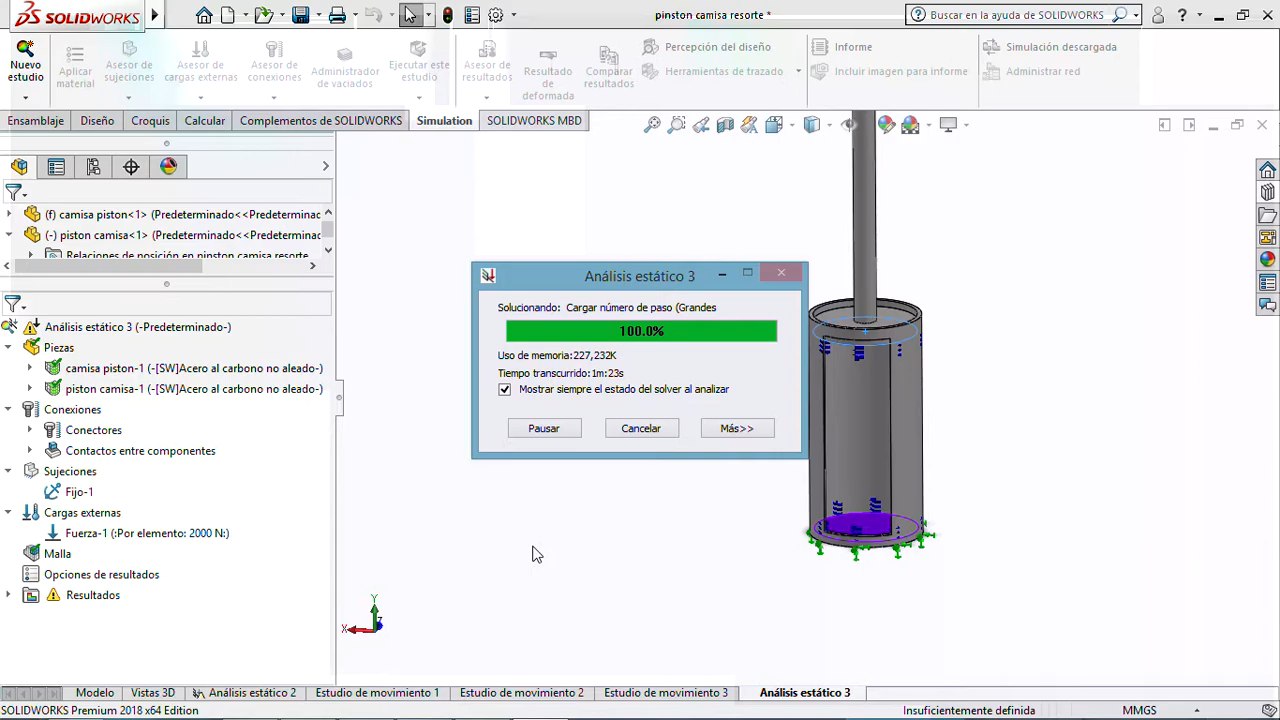 SOLIDWORKS
pinston camisa resorte *
Buscar en la ayuda de SOLIDWORKS
Nuevo estudio
Aplicar material
Asesor de sujeciones
Asesor de cargas externas
Asesor de conexiones
Administrador de vaciados
Ejecutar este estudio
Asesor de resultados
Resultado de deformada
Comparar resultados
Percepción del diseño
Herramientas de trazado
Informe
Incluir imagen para informe
Simulación descargada
Administrar red
Ensamblaje
Diseño
Croquis
Calcular
Complementos de SOLIDWORKS
Simulation
SOLIDWORKS MBD
(f) camisa piston<1> (Predeterminado<<Predeterminac
(-) piston camisa<1> (Predeterminado<<Predeterminac
Relaciones de posición en pinston camisa resorte
Análisis estático 3 (-Predeterminado-)
Piezas
camisa piston-1 (-[SW]Acero al carbono no aleado-)
piston camisa-1 (-[SW]Acero al carbono no aleado-)
Conexiones
Conectores
Contactos entre componentes
Sujeciones
Fijo-1
Cargas externas
Fuerza-1 (:Por elemento: 2000 N:)
Malla
Opciones de resultados
Resultados
Análisis estático 3
Solucionando: Cargar número de paso (Grandes
100.0%
Uso de memoria:227,232K
Tiempo transcurrido:1m:23s
Mostrar siempre el estado del solver al analizar
Pausar
Cancelar
Más>>
Y
X
Z
Modelo
Vistas 3D
Análisis estático 2
Estudio de movimiento 1
Estudio de movimiento 2
Estudio de movimiento 3
Análisis estático 3
SOLIDWORKS Premium 2018 x64 Edition
Insuficientemente definida
MMGS